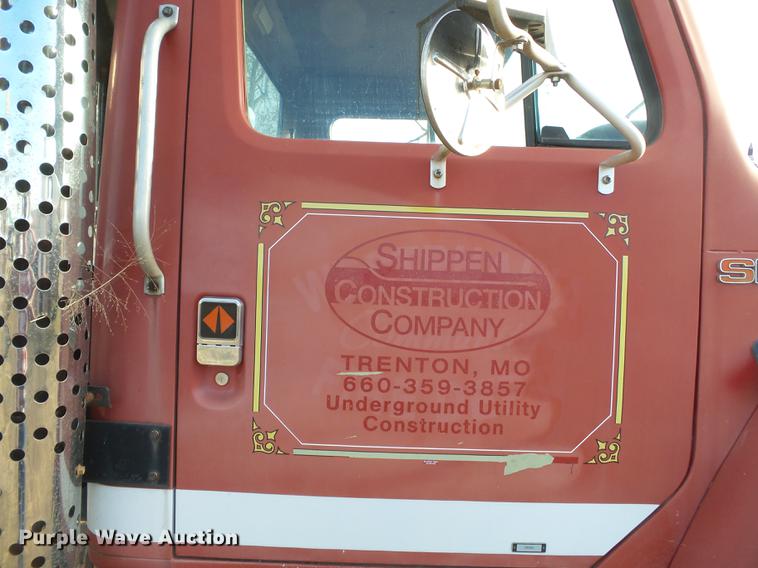 SHIPPEN
CONSTRUCTION
COMPANY
TRENTON, MO
660-359-3857
Underground Utility
Construction
S
Purple Wave Auction